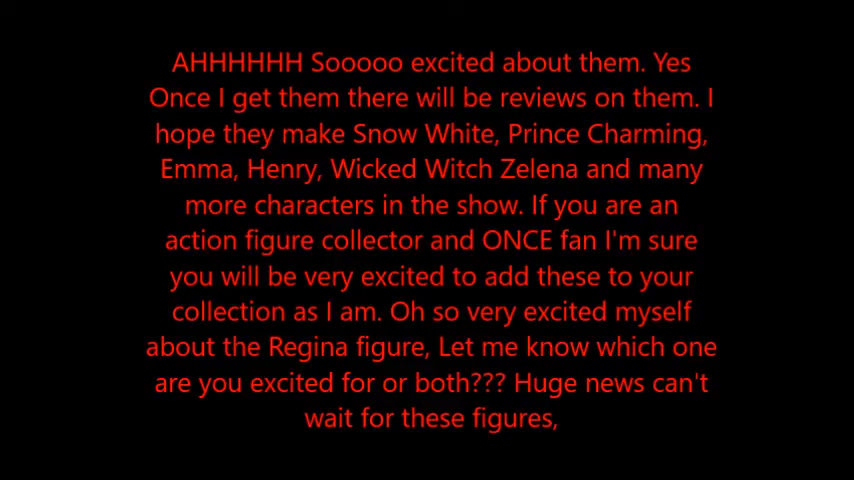 AHHHHHH Sooooo excited about them. Yes
Once I get them there will be reviews on them. I
hope they make Snow White, Prince Charming,
Emma, Henry, Wicked Witch Zelena and many
more characters in the show. If you are an
action figure collector and ONCE fan I'm sure
you will be very excited to add these to your
collection as I am. Oh so very excited myself
about the Regina figure, Let me know which one
are you excited for or both??? Huge news can't
wait for these figures,